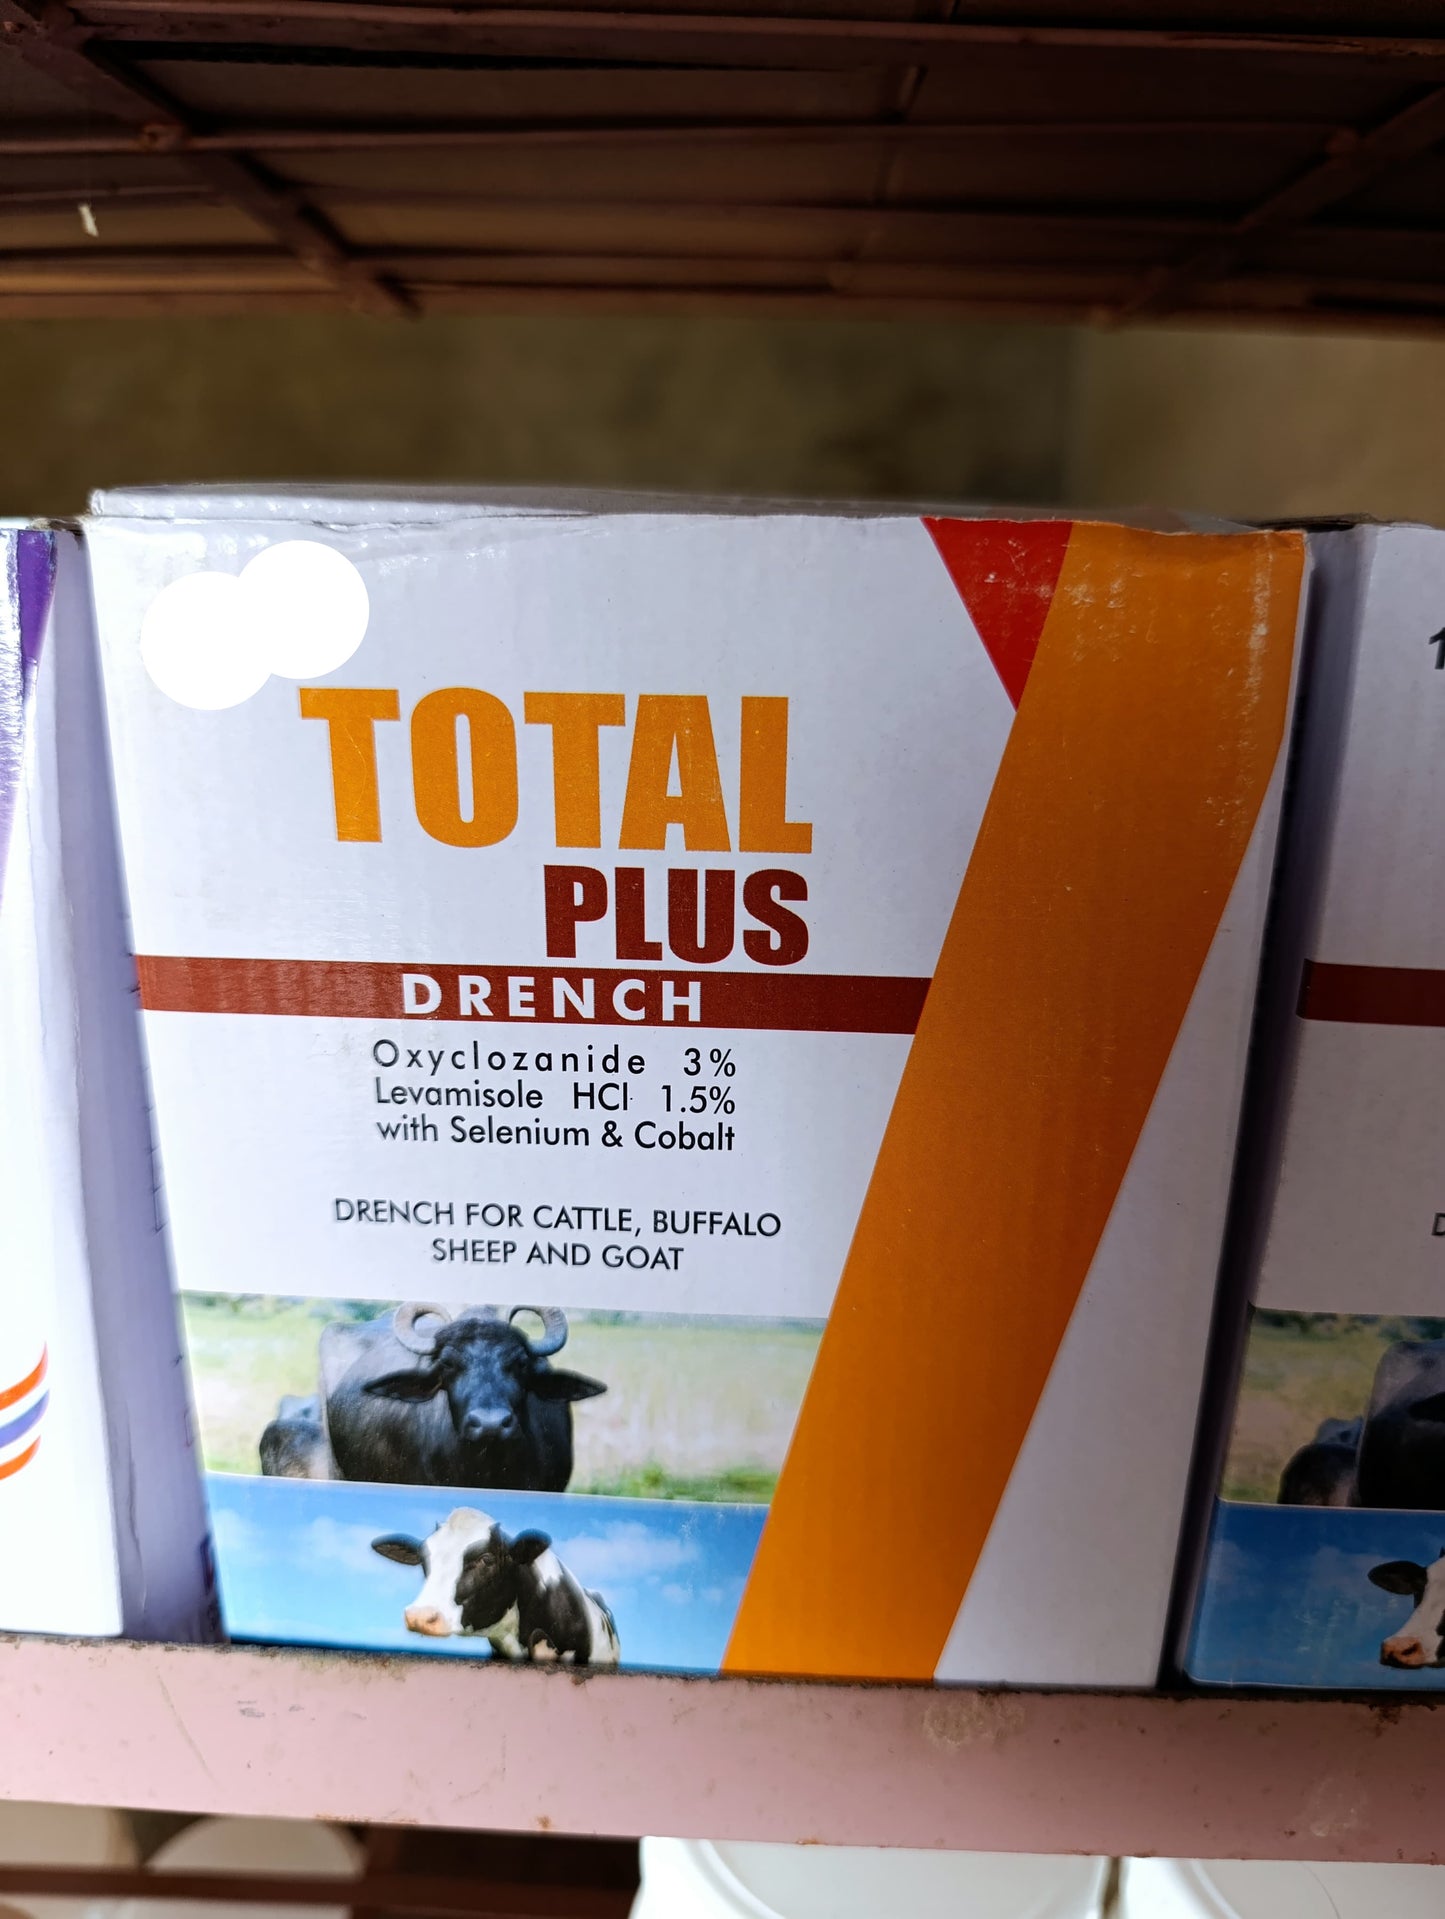 TOTAL
PLUS
DRENCH
Oxyclozanide 3%
Levamisole HCl 1.5%
with Selenium & Cobalt
DRENCH FOR CATTLE, BUFFALO
SHEEP AND GOAT